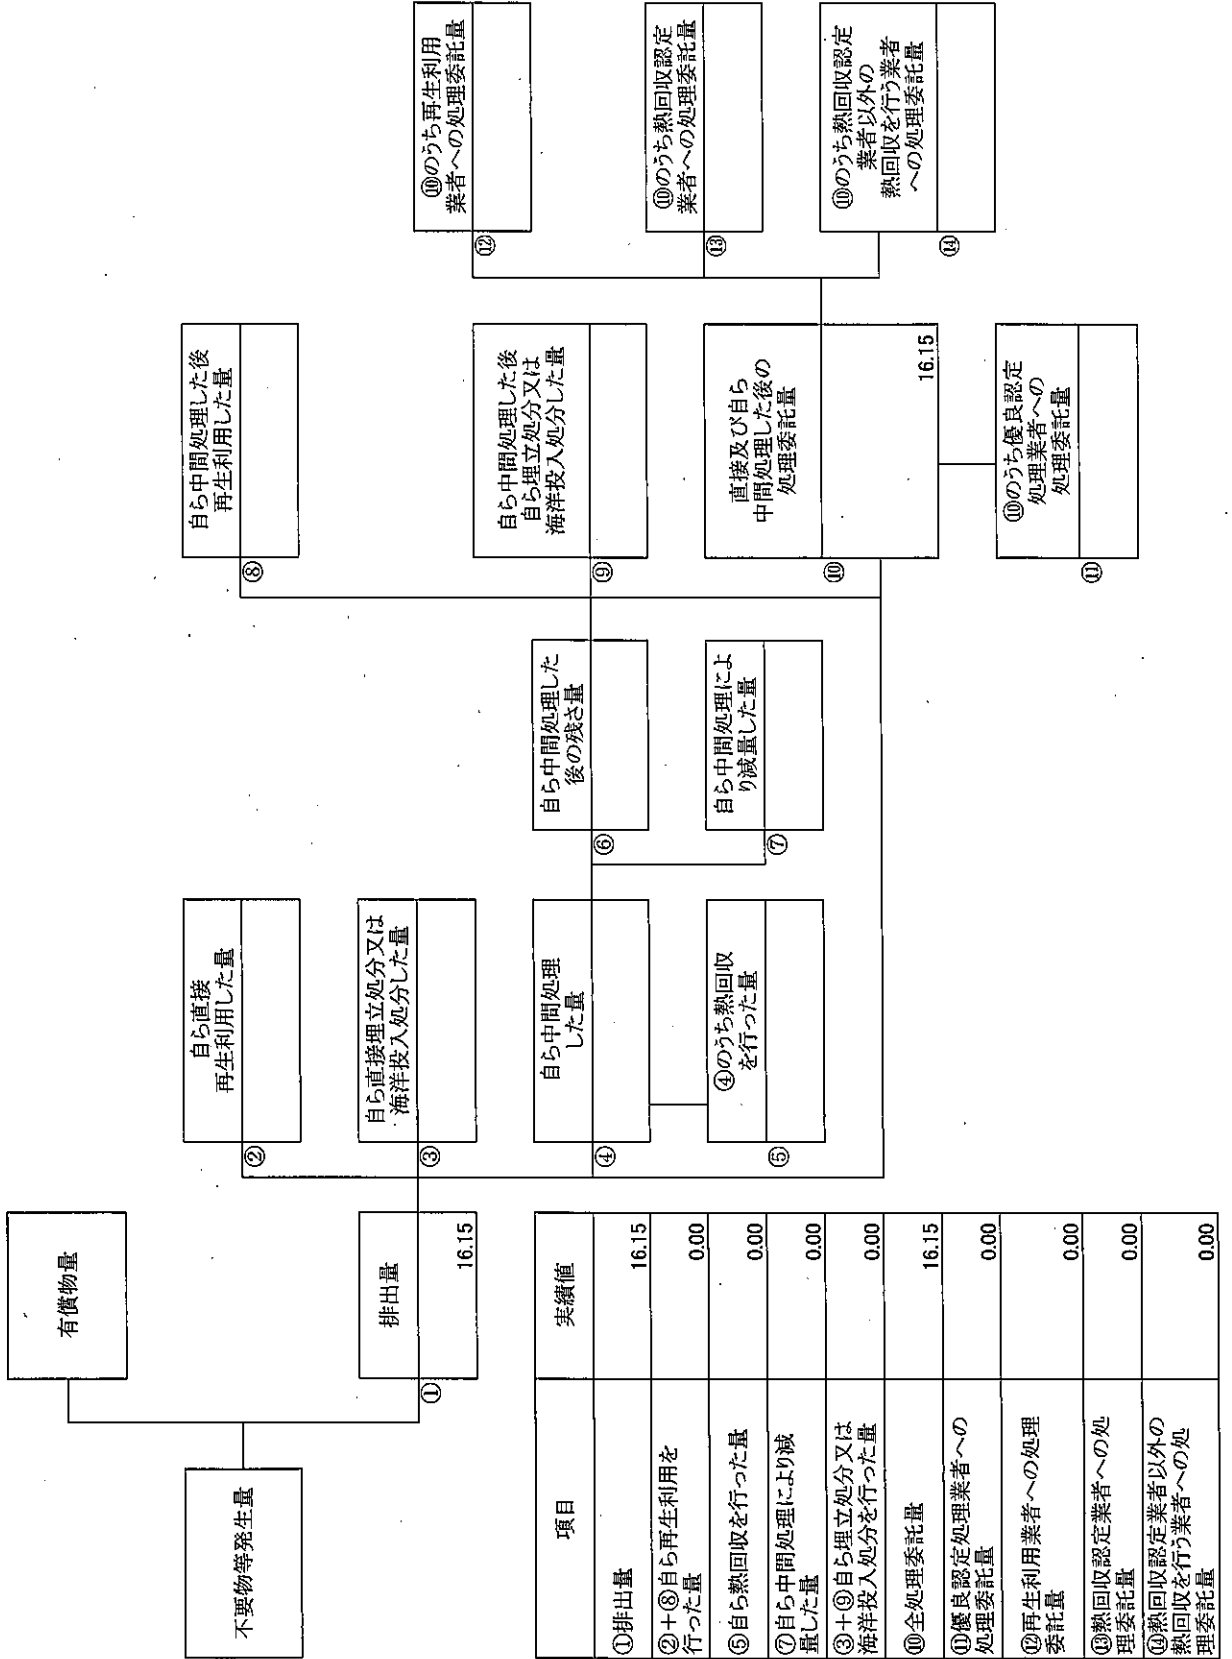 不要物等発生量
有償物量
排出量
①
16.15
自ら直接
再生利用した量
②
自ら直接埋立処分又は
海洋投入処分した量
③
自ら中間処理
した量
④
④のうち熱回収
を行った量
⑤
自ら中間処理した
後の残さ量
⑥
自ら中間処理によ
り減量した量
⑦
自ら中間処理した後
再生利用した量
⑧
自ら中間処理した後
自ら埋立処分又は
海洋投入処分した量
⑨
直接及び自ら
中間処理した後の
処理委託量
⑩
16.15
⑩のうち優良認定
処理業者への
処理委託量
⑪
⑩のうち再生利用
業者への処理委託量
⑫
⑩のうち熱回収認定
業者への処理委託量
⑬
⑩のうち熱回収認定
業者以外の
熱回収を行う業者
への処理委託量
⑭
項目 実績値
①排出量 16.15
②+⑧自ら再生利用を
行った量 0.00
⑤自ら熱回収を行った量 0.00
⑦自ら中間処理により減
量した量 0.00
③+⑨自ら埋立処分又は
海洋投入処分を行った量 0.00
⑩全処理委託量 16.15
⑪優良認定処理業者への
処理委託量 0.00
⑫再生利用業者への処理
委託量 0.00
⑬熱回収認定業者への処
理委託量 0.00
⑭熱回収認定業者以外の
熱回収を行う業者への処
理委託量 0.00